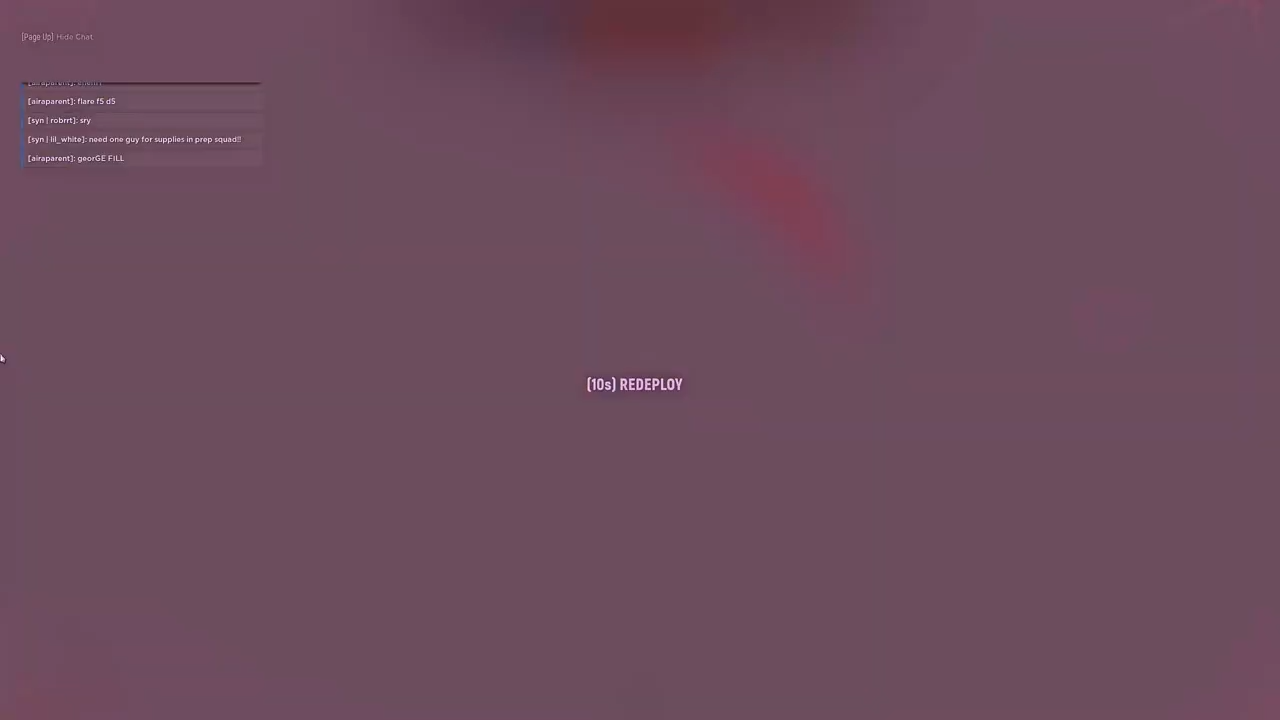 [Page Up] Hide Chat
[airaparent]: flare f5 d5
[syn | robrrt]: sry
[syn | lil_white]: need one guy for supplies in prep squad!!
[airaparent]: georGE FILL
(10s) REDEPLOY